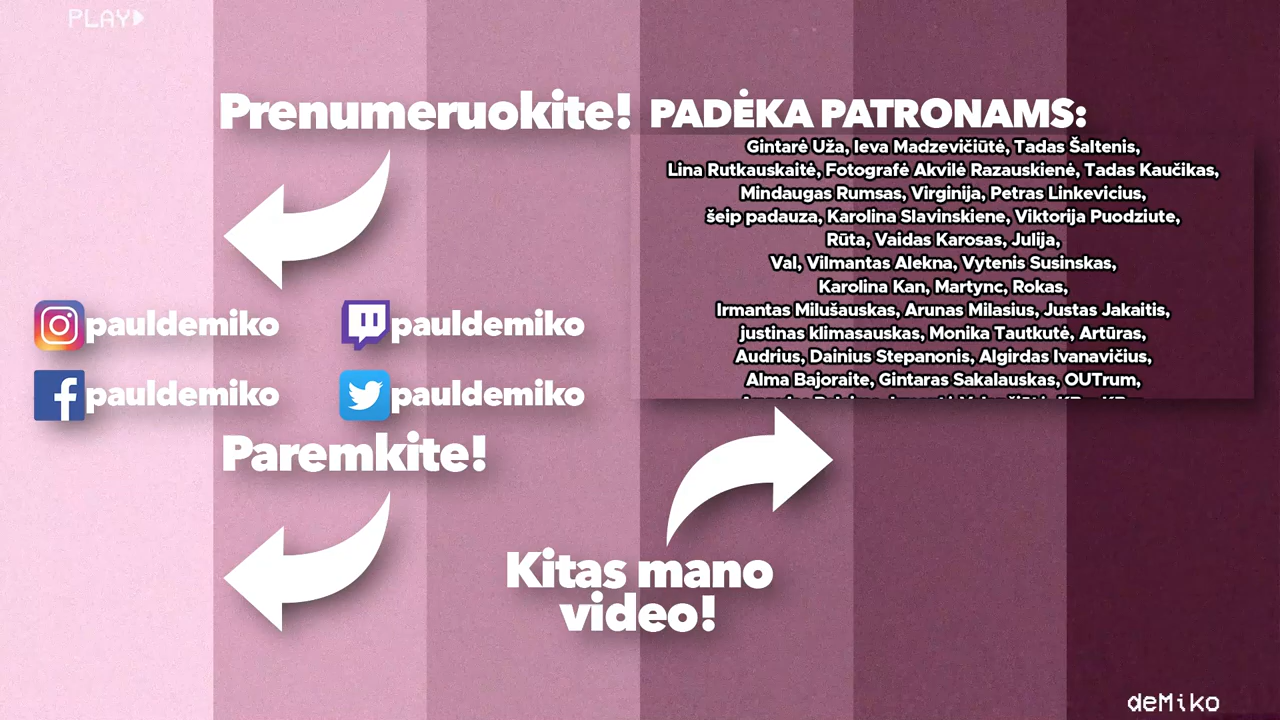 PLAY
Prenumeruokite!
PADĖKA PATRONAMS:
Gintarė Uža, Ieva Madzevičiūtė, Tadas Šaltenis,
Lina Rutkauskaitė, Fotografė Akvilė Razauskienė, Tadas Kaučikas,
Mindaugas Rumsas, Virginija, Petras Linkevicius,
šeip padauza, Karolina Slavinskiene, Viktorija Puodziute,
Rūta, Vaidas Karosas, Julija,
Val, Vilmantas Alekna, Vytenis Susinskas,
Karolina Kan, Martync, Rokas,
Irmantas Milušauskas, Arunas Milasius, Justas Jakaitis,
justinas klimasauskas, Monika Tautkutė, Artūras,
Audrius, Dainius Stepanonis, Algirdas Ivanavičius,
Alma Bajoraite, Gintaras Sakalauskas, OUTrum,
pauldemiko
pauldemiko
pauldemiko
pauldemiko
Paremkite!
Kitas mano
video!
deMiko